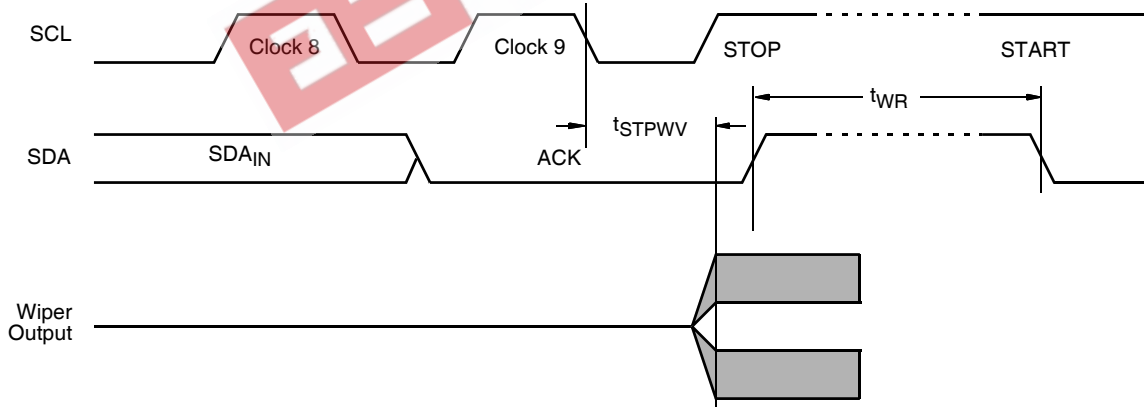 SCL
Clock 8
Clock 9
STOP
START
tWR
tSTPWV
SDA
SDAIN
ACK
Wiper
Output